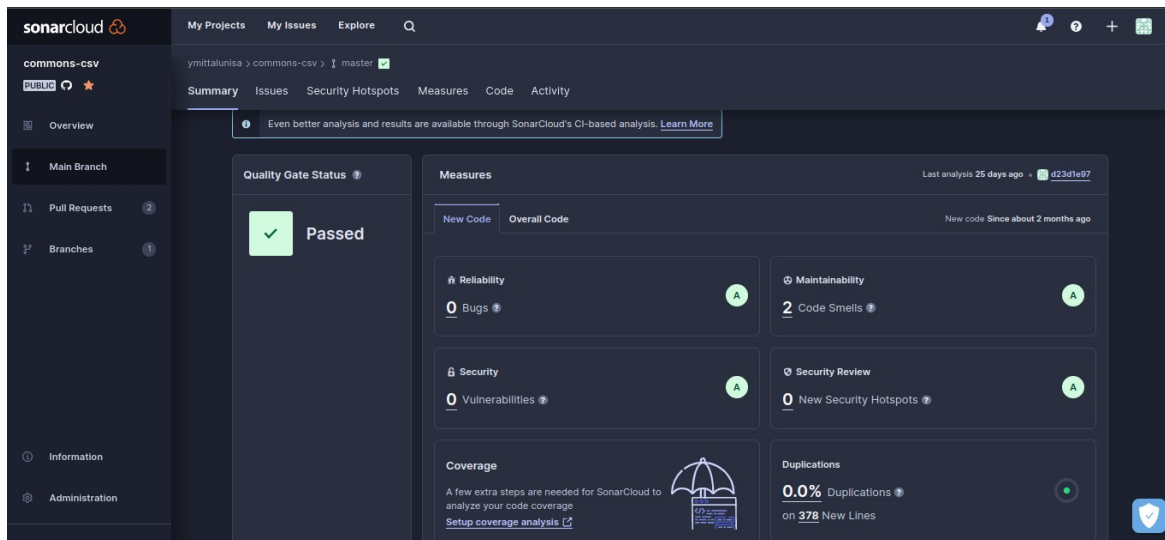 sonarcloud
My Projects My Issues Explore
1
commons-csv
PUBLIC
ymittalunisa > commons-csv > master
Summary Issues Security Hotspots Measures Code Activity
Overview
Main Branch
Pull Requests 2
Branches 1
Information
Administration
Even better analysis and results are available through SonarCloud's CI-based analysis. Learn More
Quality Gate Status ?
Passed
Measures
Last analysis 25 days ago • d23d1e97
New Code Overall Code
New code Since about 2 months ago
Reliability
0 Bugs ?
A
Maintainability
2 Code Smells ?
A
Security
0 Vulnerabilities ?
A
Security Review
0 New Security Hotspots ?
A
Coverage
A few extra steps are needed for SonarCloud to
analyze your code coverage
Setup coverage analysis
Duplications
0.0% Duplications ?
on 378 New Lines